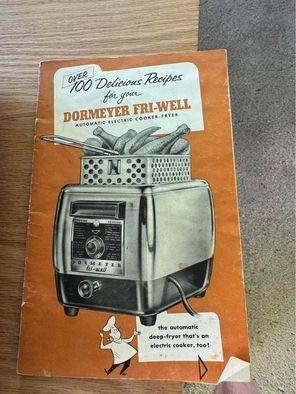 OVER
100 Delicious Recipes
for your
DORMEYER FRI-WELL
AUTOMATIC ELECTRIC COOKER-FRYER
DORMEYER
fri-well
the automatic
deep-fryer that's an
electric cooker, too!